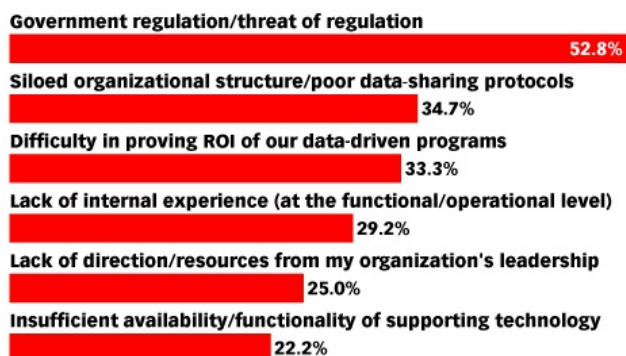 Government regulation/threat of regulation
52.8%
Siloed organizational structure/poor data-sharing protocols
34.7%
Difficulty in proving ROI of our data-driven programs
33.3%
Lack of internal experience (at the functional/operational level)
29.2%
Lack of direction/resources from my organization's leadership
25.0%
Insufficient availability/functionality of supporting technology
22.2%